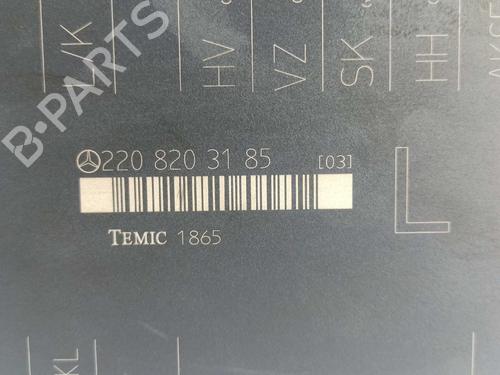 HV
VZ
SK
HH
220 820 31 85 [03]
L
TEMIC 1865
KL
B-PARTS